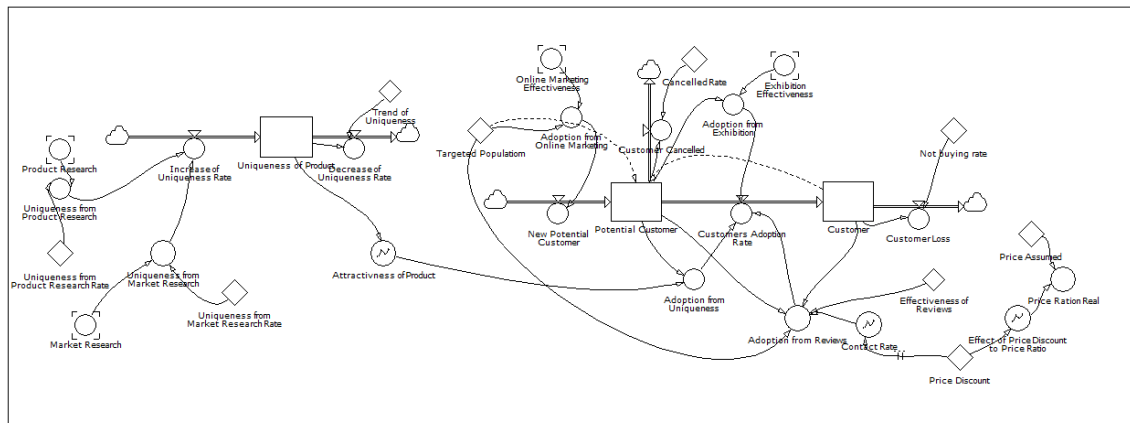 Online Marketing
Effectiveness
Cancelled Rate
Exhibition
Effectiveness
Trend of
Uniqueness
Adoption from
Exhibition
Adoption from
Online Marketing
Targeted Populatiom
Customer Cancelled
Not buying rate
Product Research
Uniqueness of Product
Increase of
Uniqueness Rate
Decrease of
Uniqueness Rate
Uniqueness from
Product Research
New Potential
Customer
Potential Customer
Customers Adoption
Rate
Customer
Customer Loss
Uniqueness from
Product Research Rate
Uniqueness from
Market Research
Attractivness of Product
Adoption from
Uniqueness
Price Assumed
Effectiveness of
Reviews
Price Ration Real
Uniqueness from
Market Research Rate
Market Research
Adoption from Reviews
Contact Rate
Effect of Price Discount
to Price Ratio
Price Discount